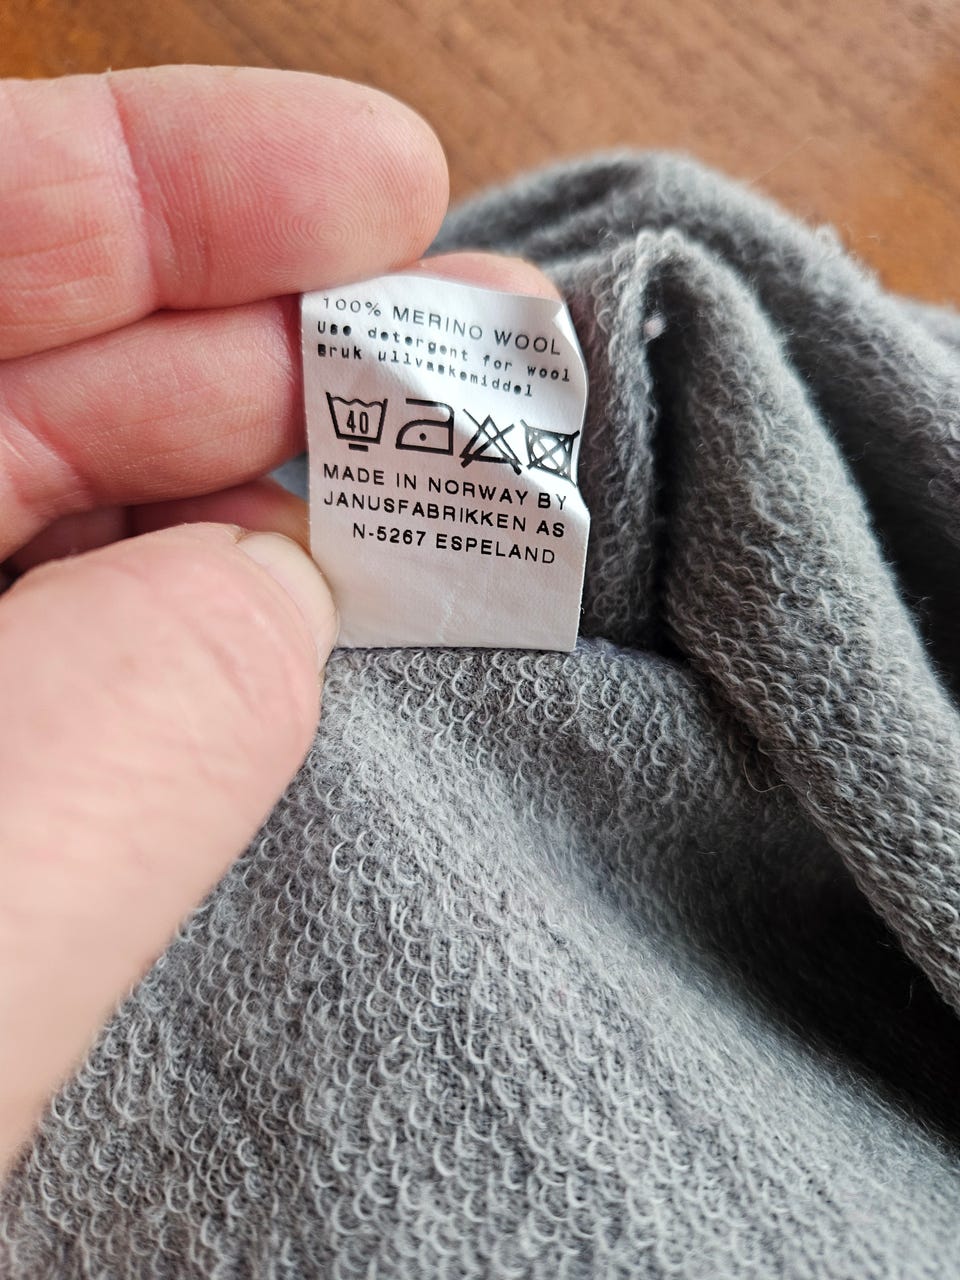 100% MERINO WOOL
Use detergent for wool
Bruk ullvaskemiddel
40
MADE IN NORWAY BY
JANUSFABRIKKEN AS
N-5267 ESPELAND